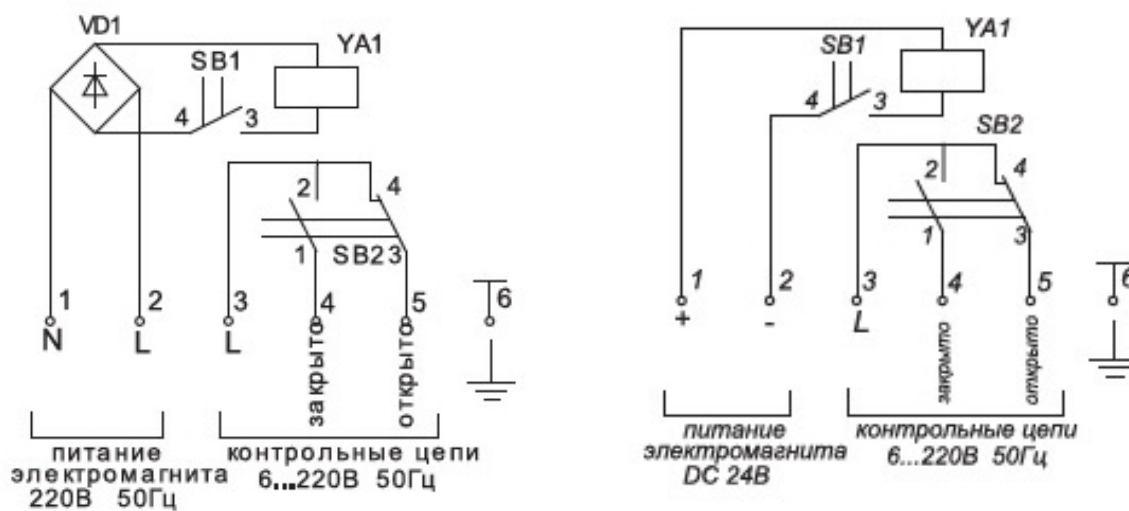 VD1
YA1
SB1
4
3
2
4
1
SB2
3
1
2
3
4
5
6
N
L
L
закрыто
открыто
питание
электромагнита
220В 50Гц
контрольные цепи
6...220В 50Гц
YA1
SB1
4
3
SB2
2
4
1
3
1
2
3
4
5
6
+
-
L
закрыто
открыто
питание
электромагнита
DC 24В
контрольные цепи
6...220В 50Гц